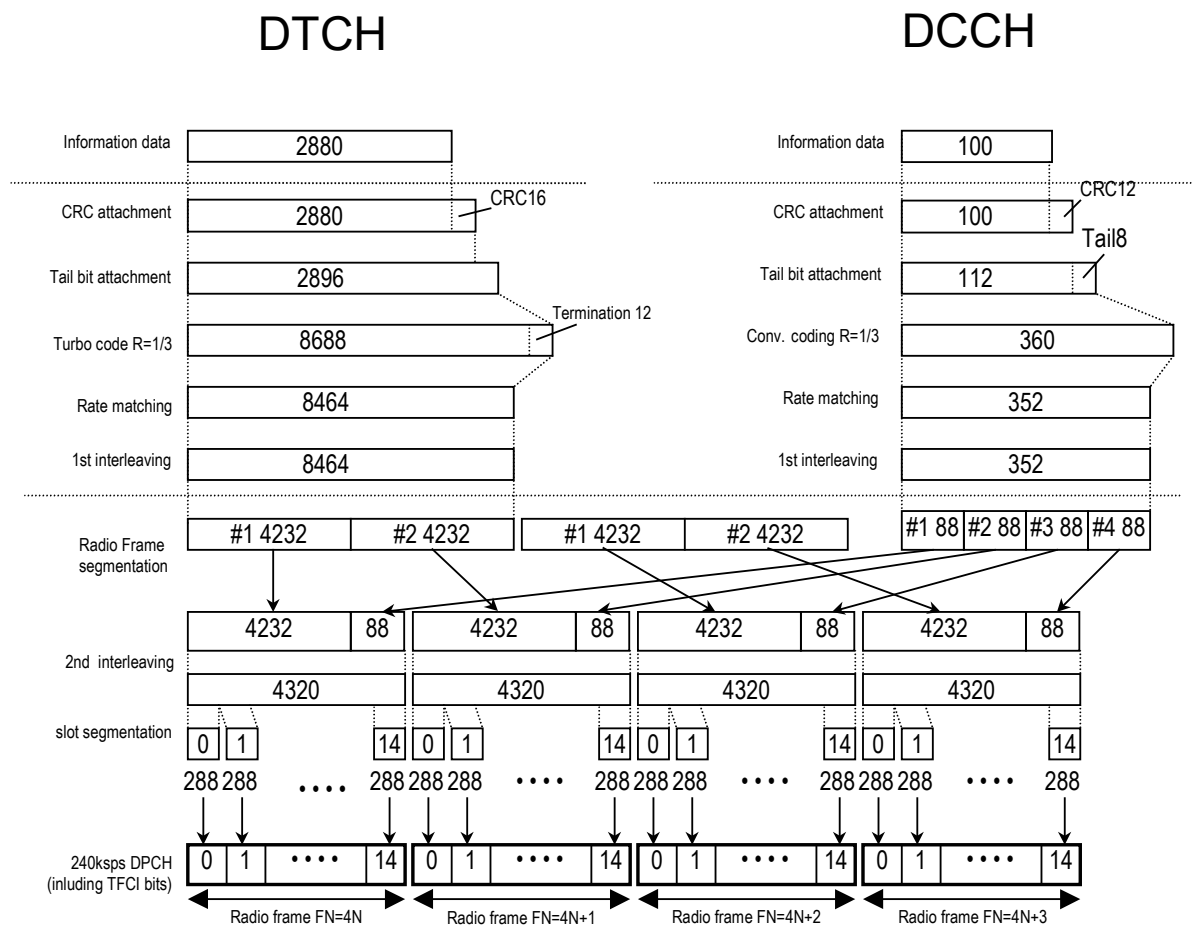 DTCH DCCH
Information data 2880 Information data 100
CRC attachment 2880 CRC16 CRC attachment 100 CRC12
Tail bit attachment 2896 Tail bit attachment 112 Tail8
Turbo code R=1/3 8688 Termination 12 Conv. coding R=1/3 360
Rate matching 8464 Rate matching 352
1st interleaving 8464 1st interleaving 352
Radio Frame
segmentation
#1 4232 #2 4232 #1 4232 #2 4232 #1 88 #2 88 #3 88 #4 88
4232 88 4232 88 4232 88 4232 88
2nd interleaving
4320 4320 4320 4320
slot segmentation 0 1 14 0 1 14 0 1 14 0 1 14
288 288 • • • • 288 288 288 • • • • 288 288 288 • • • • 288 288 288 • • • • 288
240ksps DPCH
(inluding TFCI bits)
0 1 • • • • 14 0 1 • • • • 14 0 1 • • • • 14 0 1 • • • • 14
Radio frame FN=4N Radio frame FN=4N+1 Radio frame FN=4N+2 Radio frame FN=4N+3